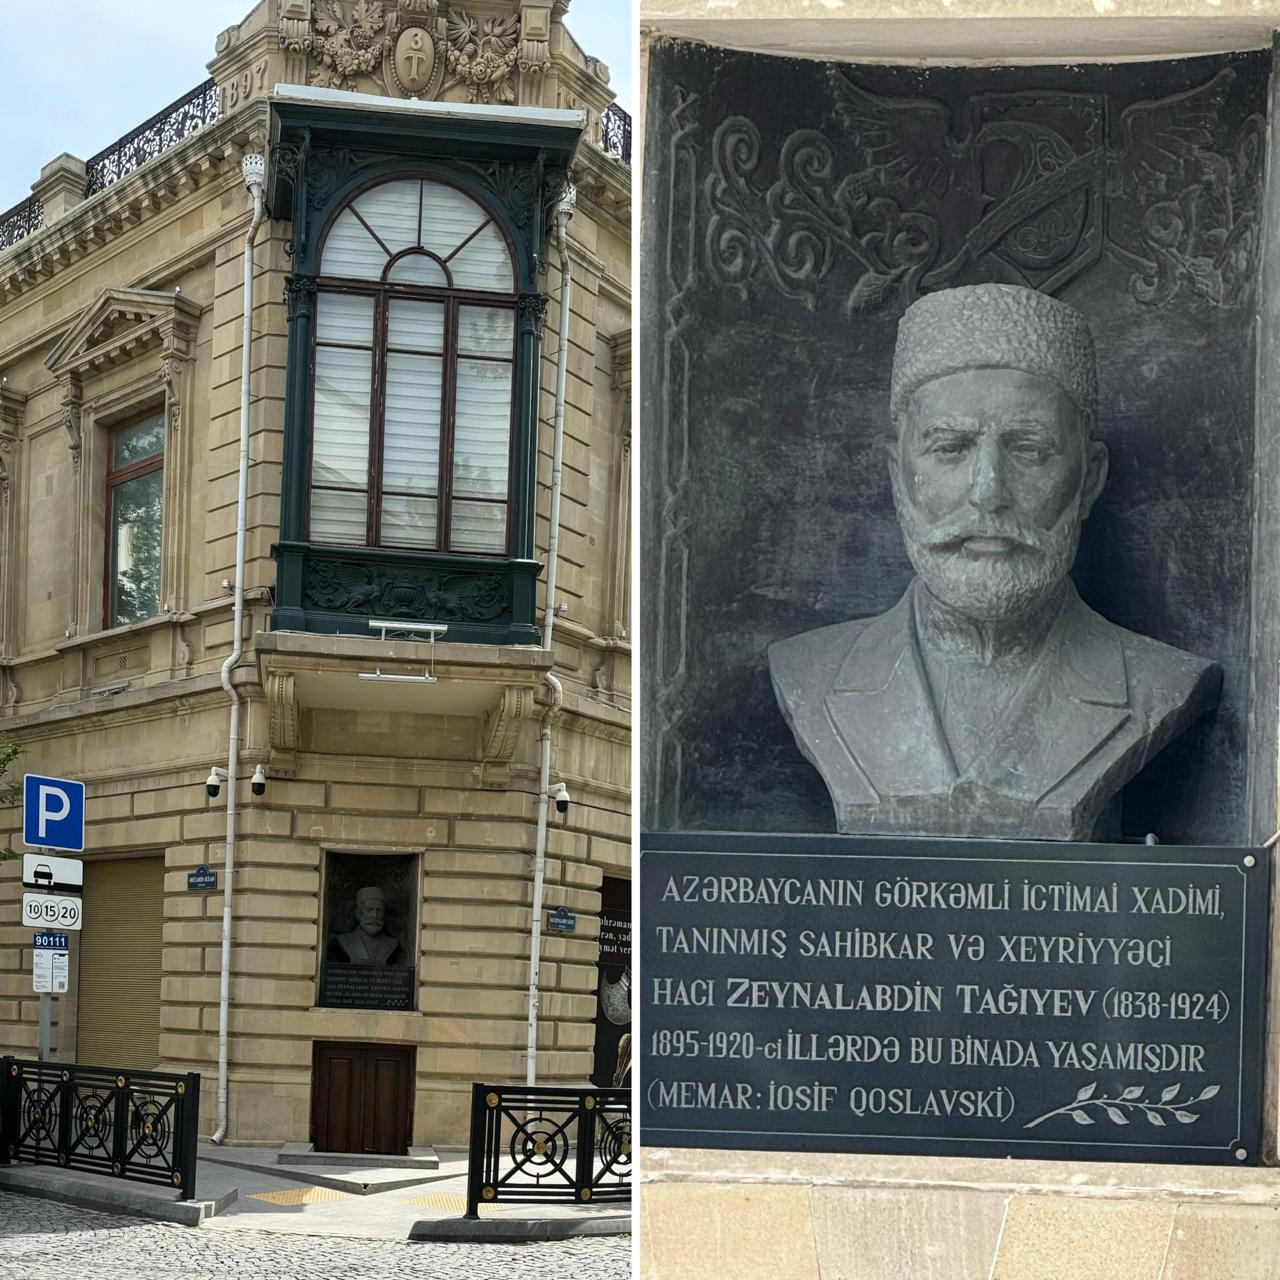 1897
ЗТ
P
10 15 20
90111
AZƏRBAYCANIN GÖRKƏMLİ İCTİMAİ XADİMİ,
TANINMIŞ SAHİBKAR VƏ XEYRİYYƏÇİ
HACI ZEYNALABDİN TAĞIYEV (1838-1924)
1895-1920-ci İLLƏRDƏ BU BİNADA YAŞAMIŞDIR
(MEMAR: İOSİF QOSLAVSKİ)